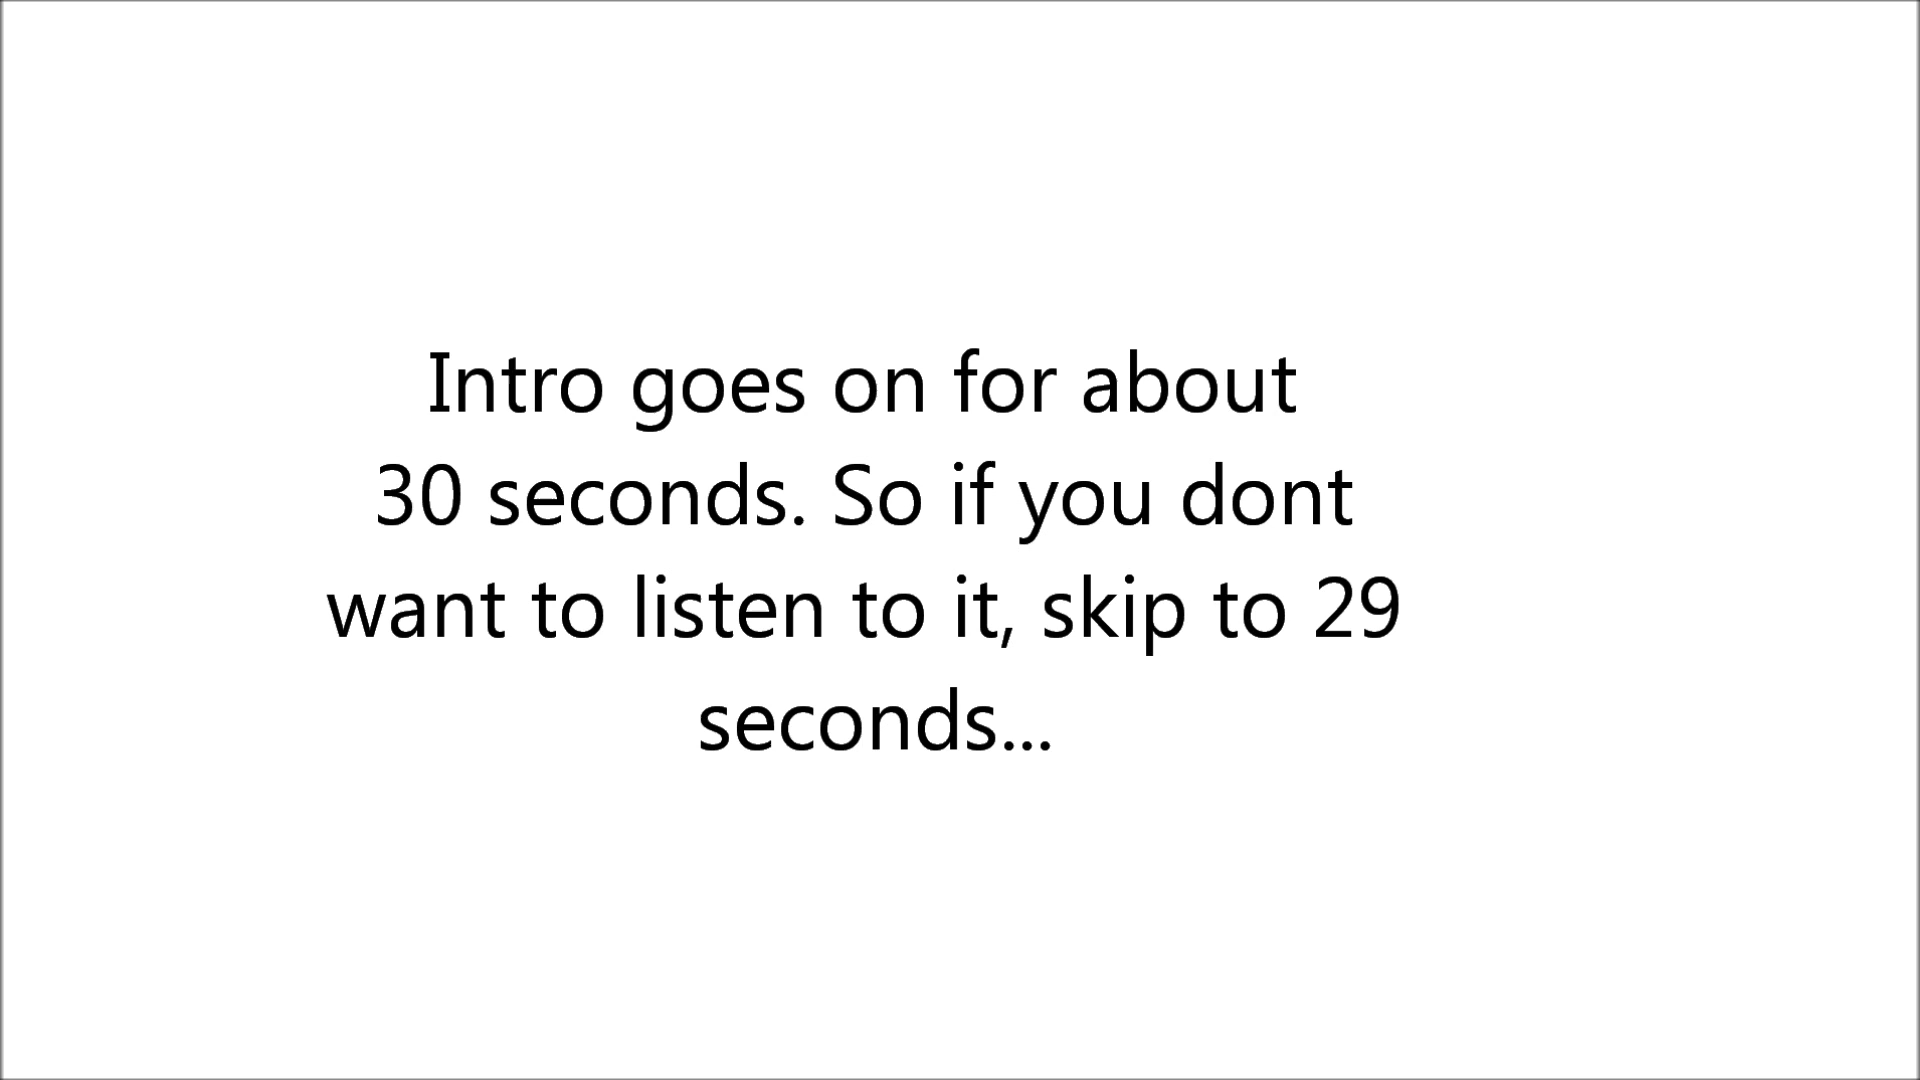 Intro goes on for about
30 seconds. So if you dont
want to listen to it, skip to 29
seconds...